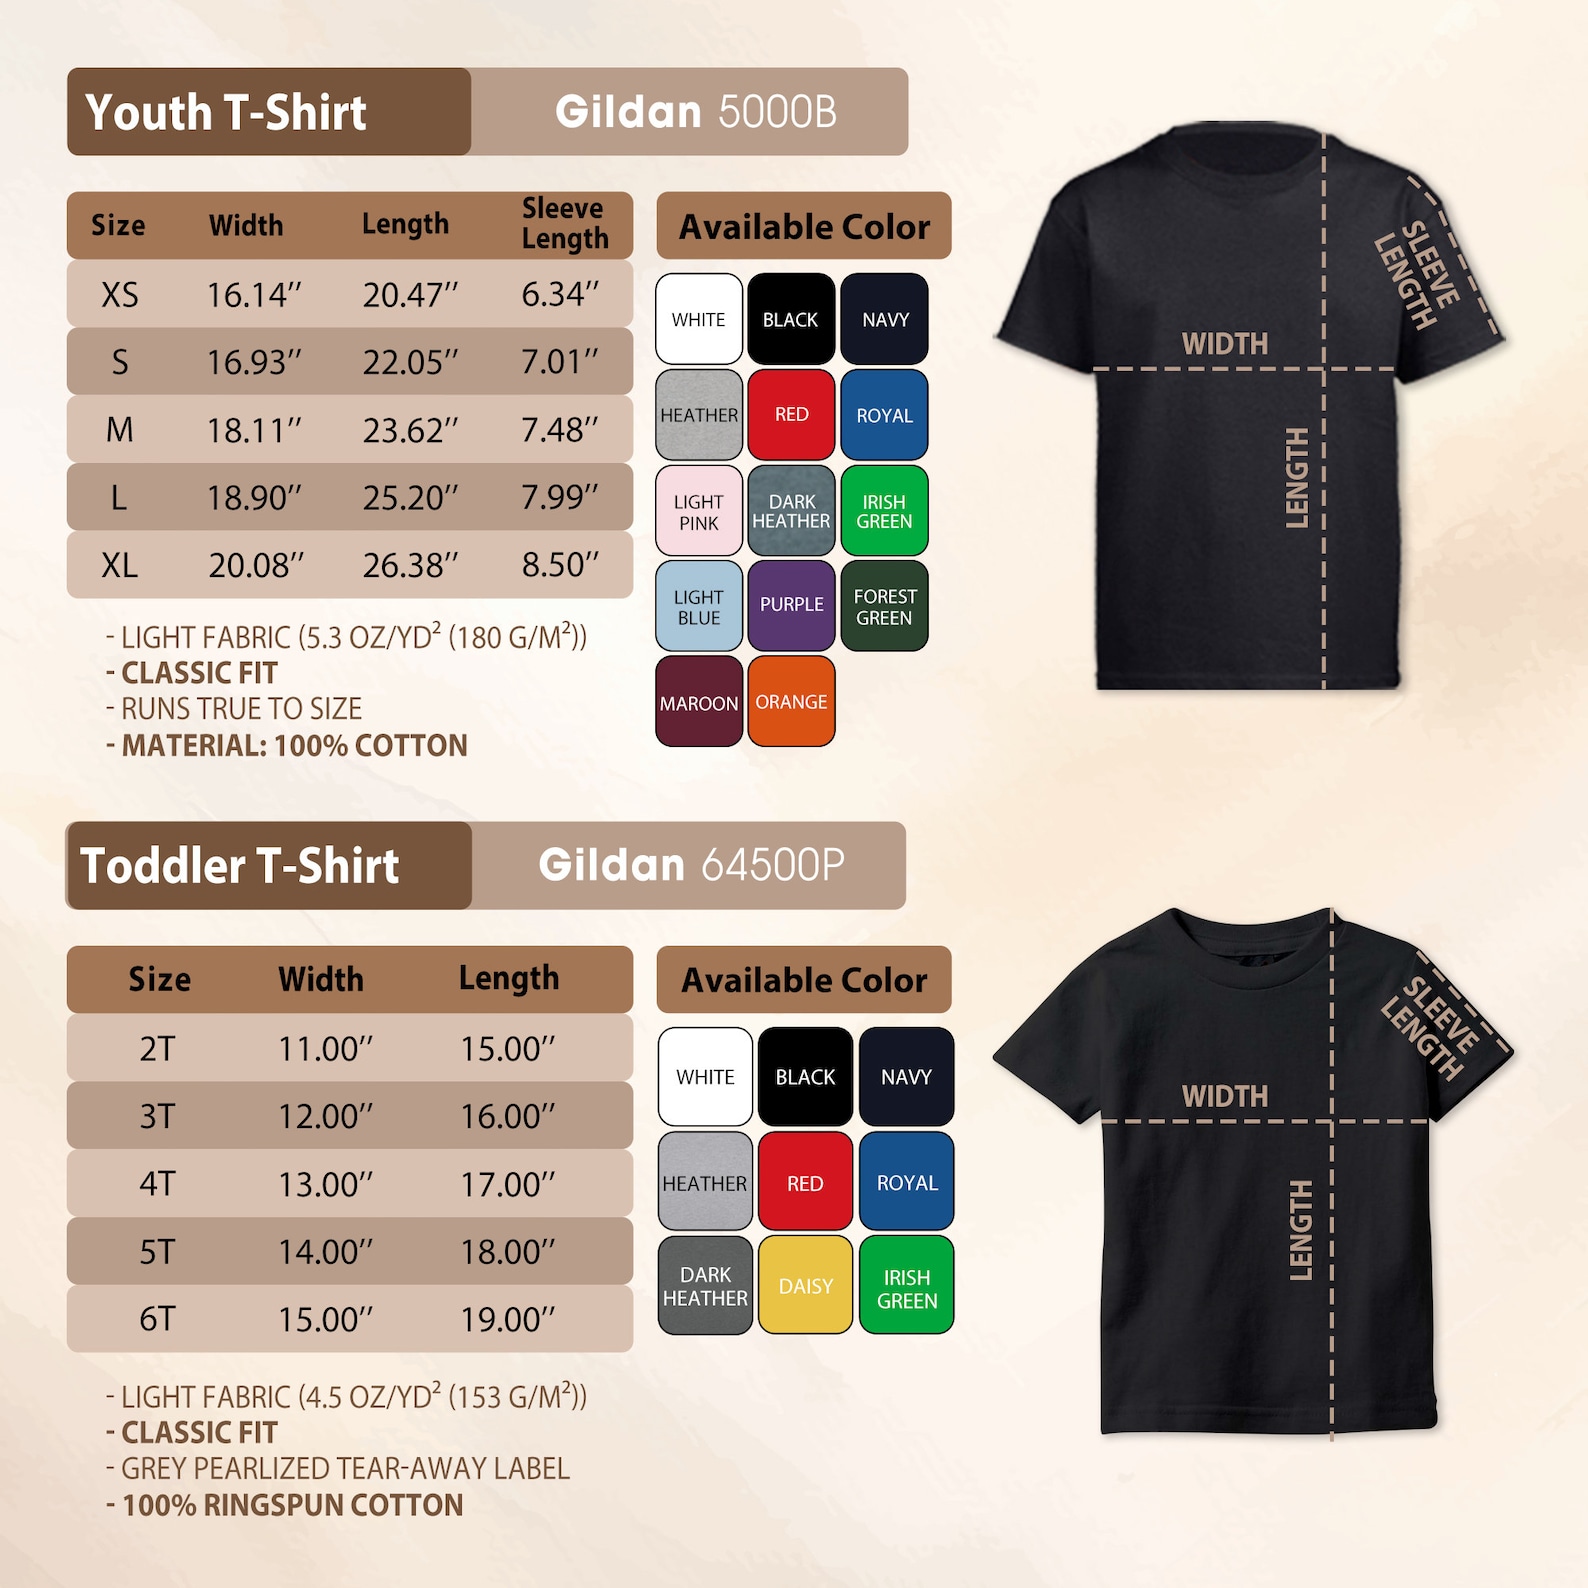 Youth T-Shirt Gildan 5000B
Size Width Length Sleeve Length
XS 16.14’’ 20.47’’ 6.34’’
S 16.93’’ 22.05’’ 7.01’’
M 18.11’’ 23.62’’ 7.48’’
L 18.90’’ 25.20’’ 7.99’’
XL 20.08’’ 26.38’’ 8.50’’
- LIGHT FABRIC (5.3 OZ/YD² (180 G/M²))
- CLASSIC FIT
- RUNS TRUE TO SIZE
- MATERIAL: 100% COTTON
Available Color
WHITE BLACK NAVY
HEATHER RED ROYAL
LIGHT PINK DARK HEATHER IRISH GREEN
LIGHT BLUE PURPLE FOREST GREEN
MAROON ORANGE
SLEEVE
LENGTH
WIDTH
LENGTH
Toddler T-Shirt Gildan 64500P
Size Width Length
2T 11.00’’ 15.00’’
3T 12.00’’ 16.00’’
4T 13.00’’ 17.00’’
5T 14.00’’ 18.00’’
6T 15.00’’ 19.00’’
- LIGHT FABRIC (4.5 OZ/YD² (153 G/M²))
- CLASSIC FIT
- GREY PEARLIZED TEAR-AWAY LABEL
- 100% RINGSPUN COTTON
Available Color
WHITE BLACK NAVY
HEATHER RED ROYAL
DARK HEATHER DAISY IRISH GREEN
SLEEVE
LENGTH
WIDTH
LENGTH